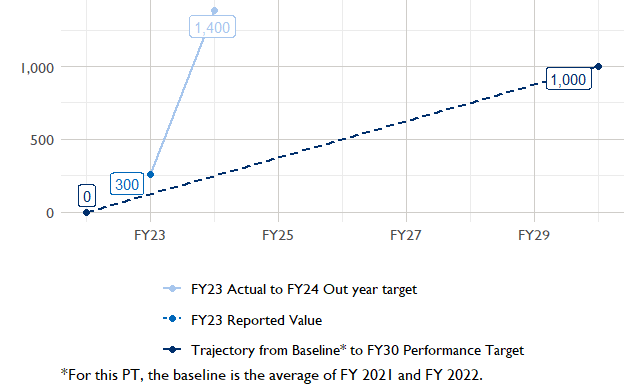 1,400
1,000
1,000
500
300
0
0
FY23 FY25 FY27 FY29
FY23 Actual to FY24 Out year target
FY23 Reported Value
Trajectory from Baseline* to FY30 Performance Target
*For this PT, the baseline is the average of FY 2021 and FY 2022.